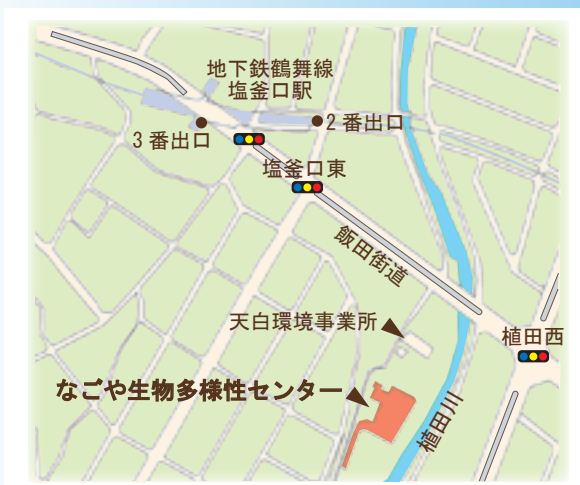 地下鉄鶴舞線
塩釜口駅
3番出口
2番出口
塩釜口東
飯田街道
天白環境事業所
植田西
なごや生物多様性センター
植田川